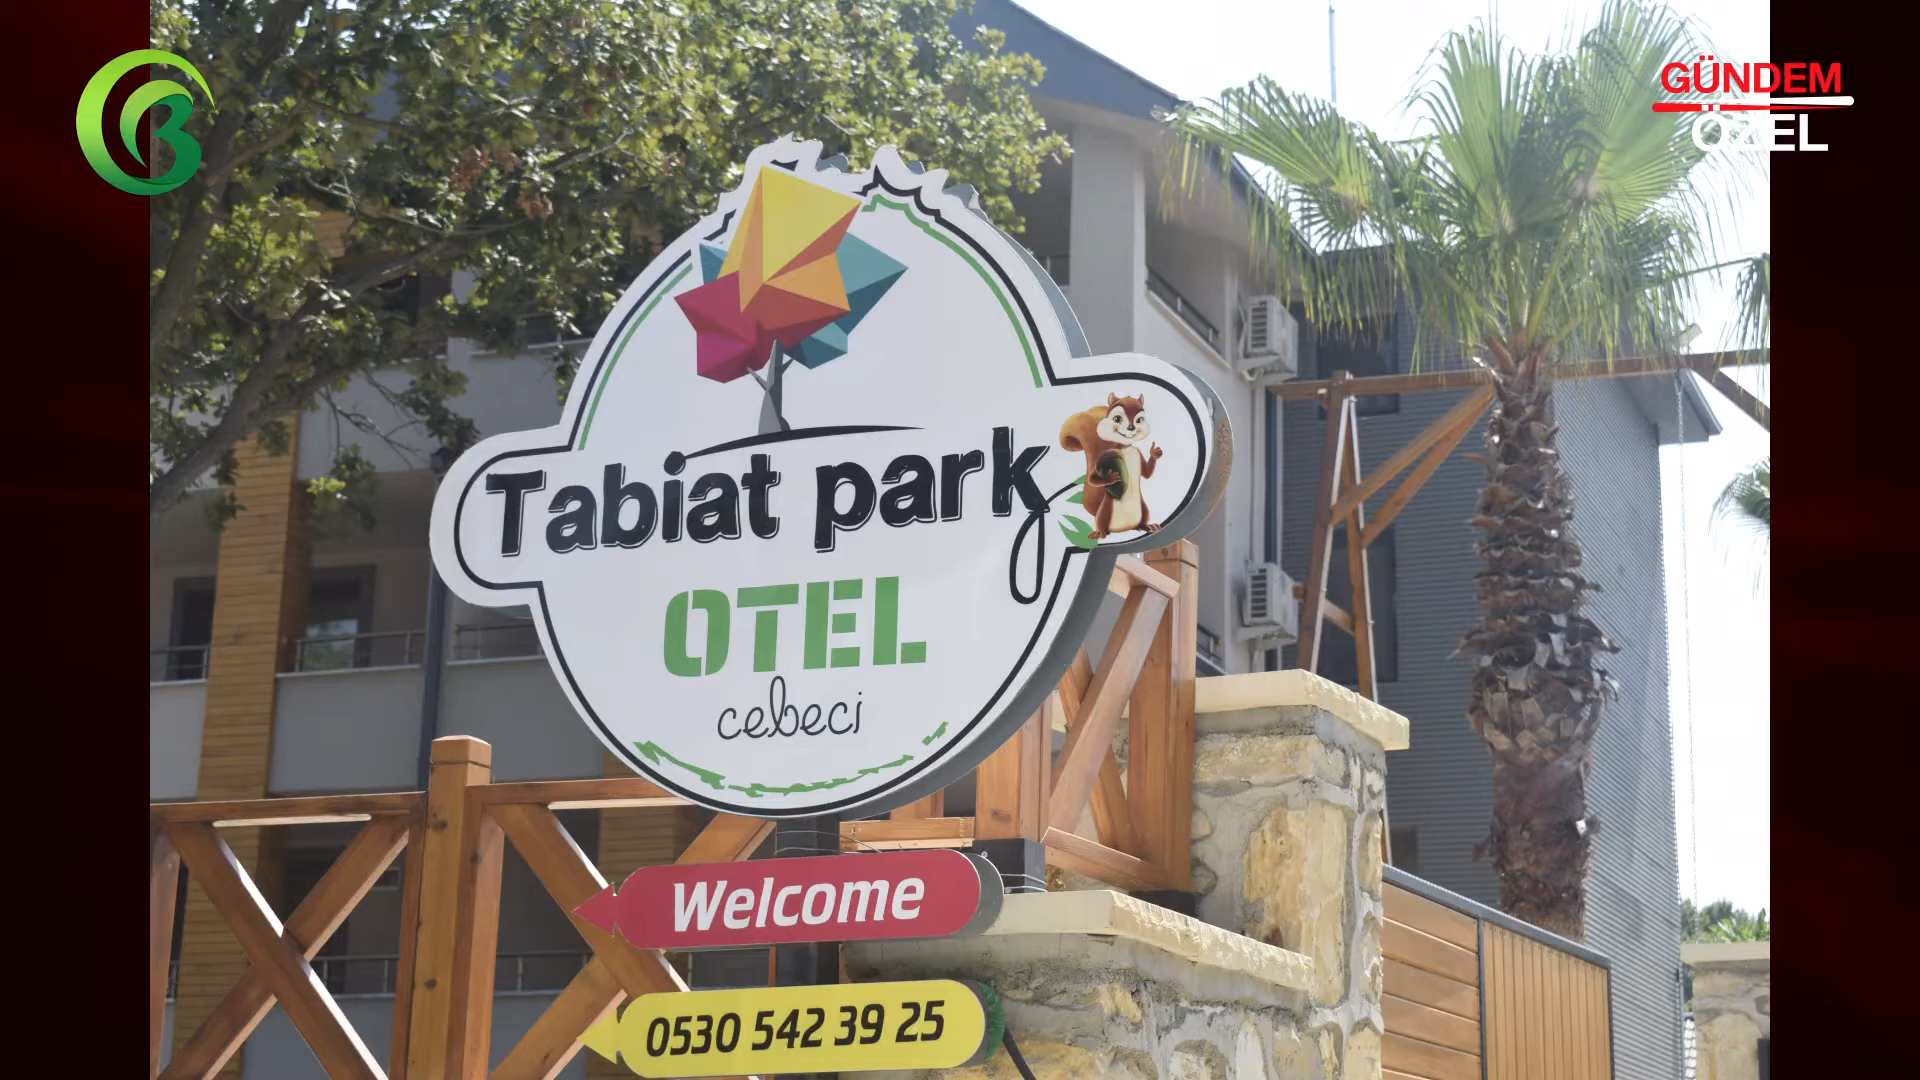 GÜNDEM
ÖZEL
Tabiat park
OTEL
cebeci
Welcome
0530 542 39 25